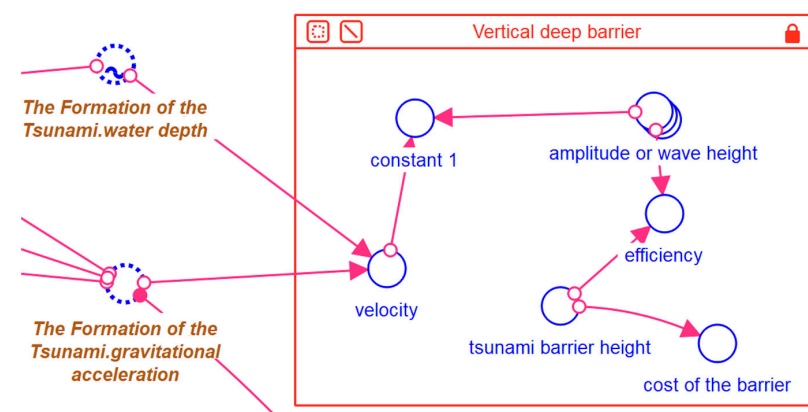 Vertical deep barrier
The Formation of the
Tsunami.water depth
constant 1
amplitude or wave height
efficiency
velocity
The Formation of the
Tsunami.gravitational
acceleration
tsunami barrier height
cost of the barrier